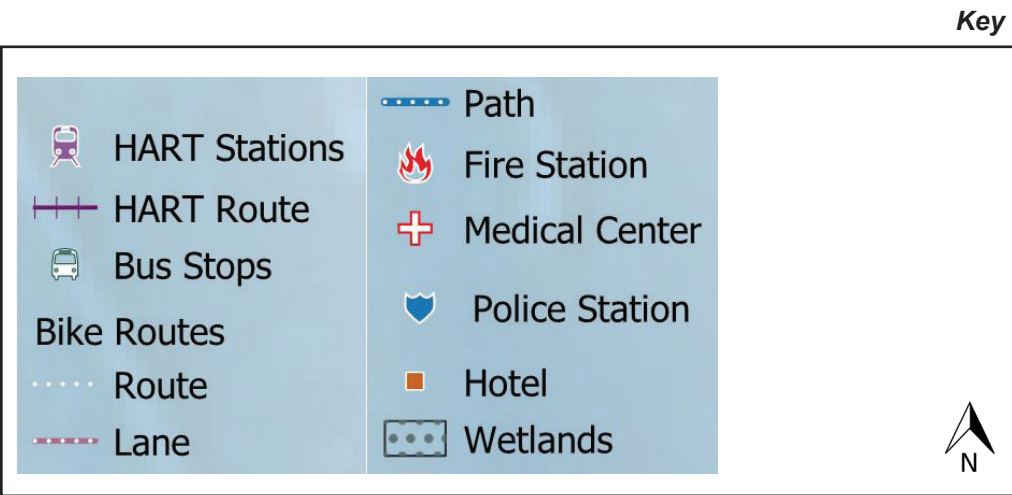 Key
HART Stations
HART Route
Bus Stops
Bike Routes
Route
Lane
Path
Fire Station
Medical Center
Police Station
Hotel
Wetlands
N